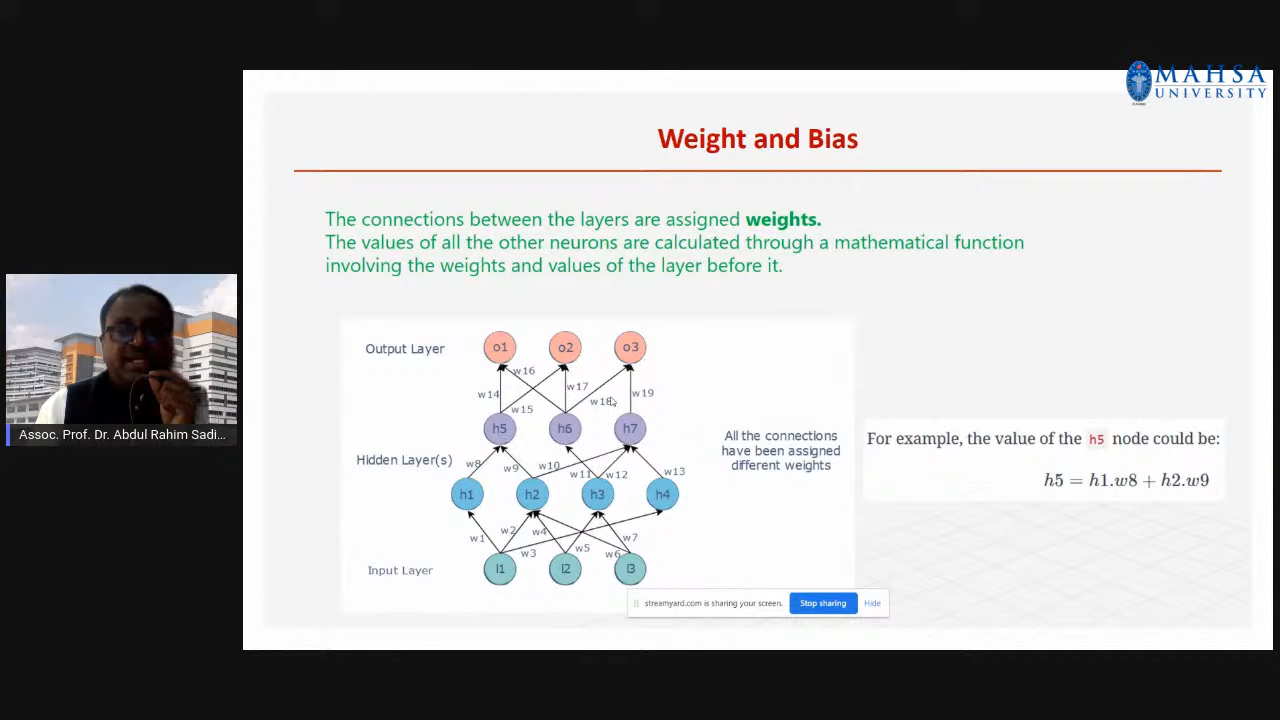 MAHSA
UNIVERSITY
Weight and Bias
The connections between the layers are assigned weights.
The values of all the other neurons are calculated through a mathematical function
involving the weights and values of the layer before it.
Output Layer
o1 o2 o3
w16
w14 w17 w19
w15 w18
h5 h6 h7
Hidden Layer(s)
w8 w9 w10 w11 w12 w13
h1 h2 h3 h4
w1 w2 w4 w7
w3 w5 w6
Input Layer
I1 I2 I3
All the connections
have been assigned
different weights
For example, the value of the h5 node could be:
h5 = h1.w8 + h2.w9
Assoc. Prof. Dr. Abdul Rahim Sadi...
streamyard.com is sharing your screen.
Stop sharing
Hide